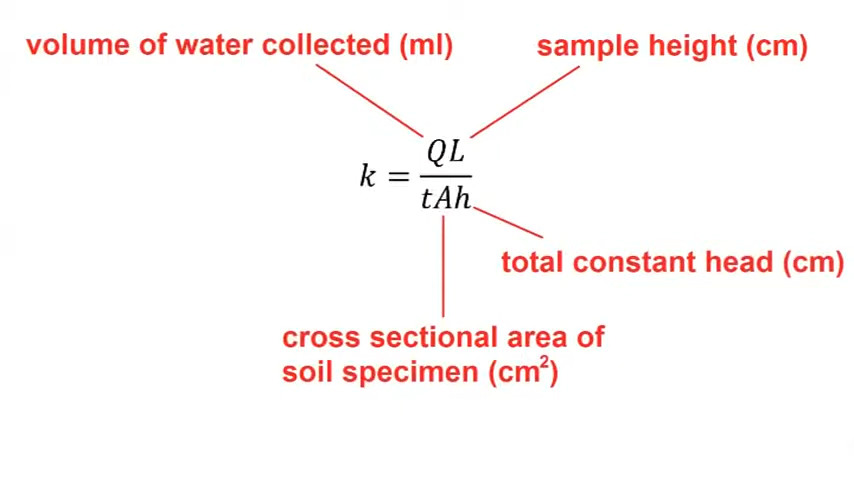 volume of water collected (ml)
sample height (cm)
k = QL / tAh
total constant head (cm)
cross sectional area of
soil specimen (cm²)